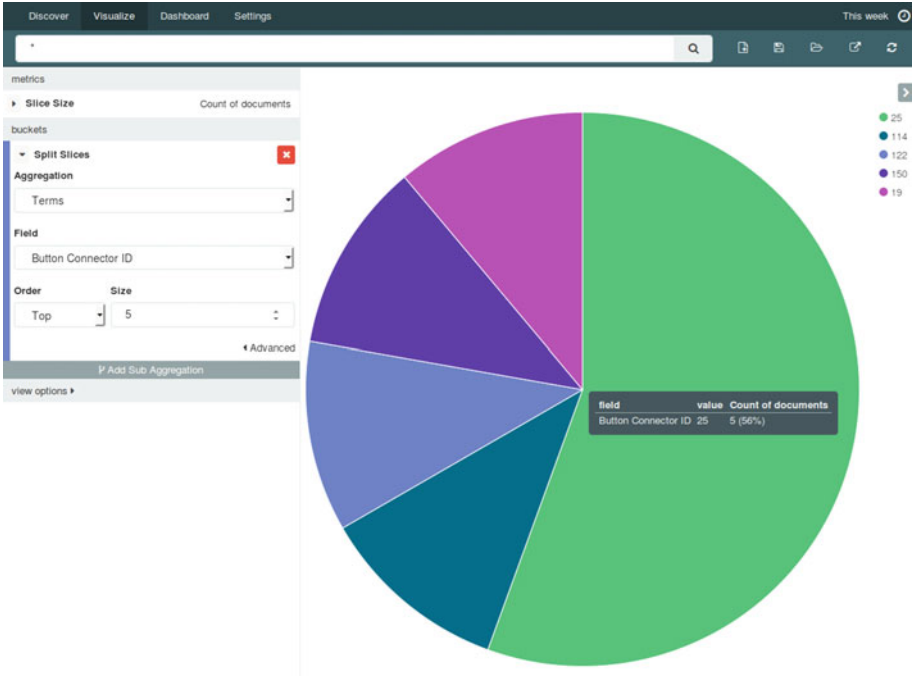 Discover Visualize Dashboard Settings This week
*
metrics
Slice Size Count of documents
buckets
Split Slices
Aggregation
Terms
Field
Button Connector ID
Order Size
Top 5
Advanced
Add Sub Aggregation
view options
25
114
122
150
19
field value Count of documents
Button Connector ID 25 5 (56%)